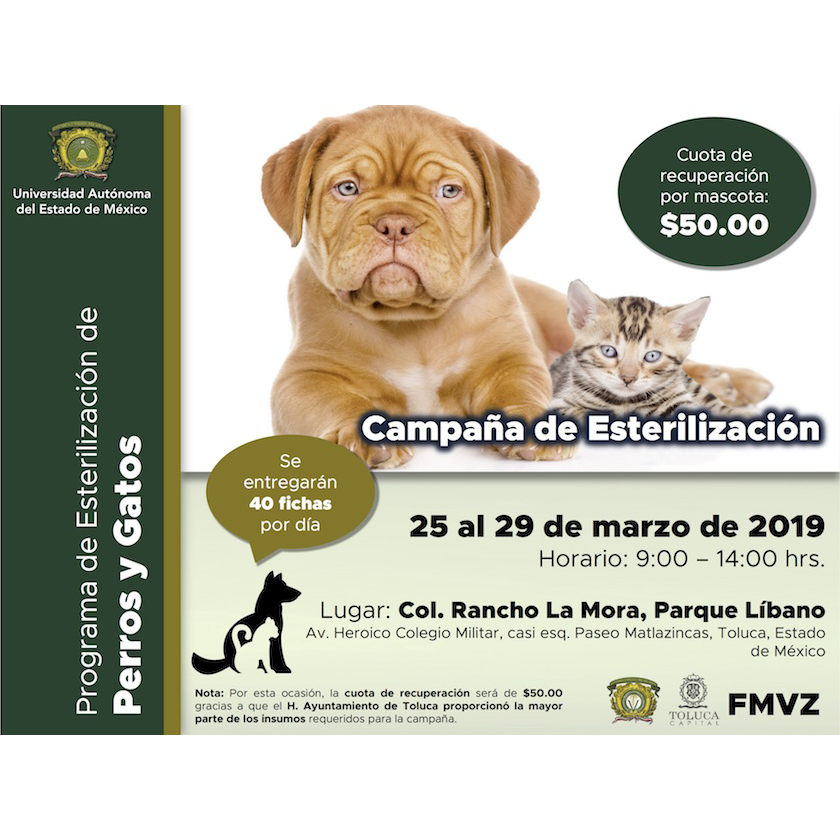 Universidad Autónoma
del Estado de México
Programa de Esterilización de
Perros y Gatos
Cuota de
recuperación
por mascota:
$50.00
Campaña de Esterilización
Se
entregarán
40 fichas
por día
25 al 29 de marzo de 2019
Horario: 9:00 – 14:00 hrs.
Lugar: Col. Rancho La Mora, Parque Líbano
Av. Heroico Colegio Militar, casi esq. Paseo Matlazincas, Toluca, Estado
de México
Nota: Por esta ocasión, la cuota de recuperación será de $50.00
gracias a que el H. Ayuntamiento de Toluca proporcionó la mayor
parte de los insumos requeridos para la campaña.
TOLUCA
CAPITAL
FMVZ